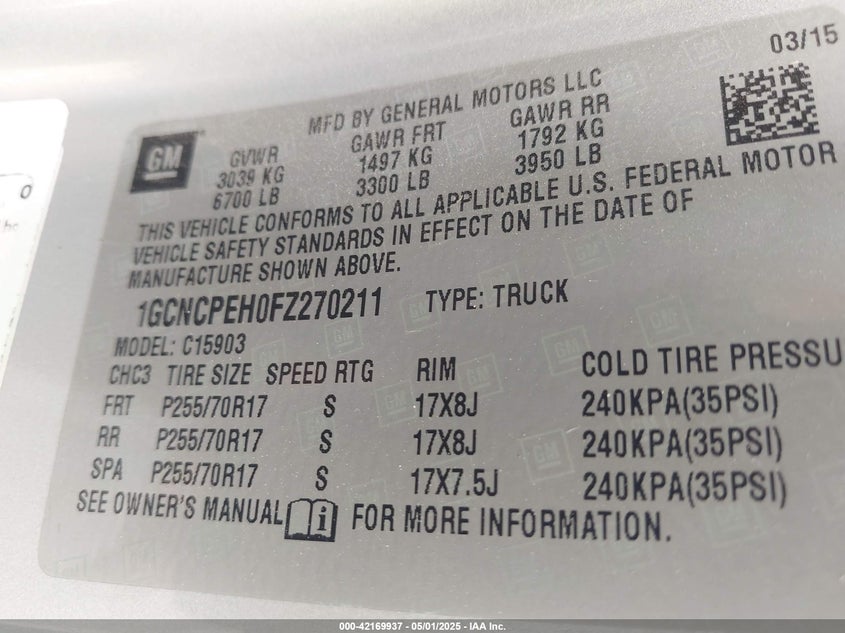 03/15
MFD BY GENERAL MOTORS LLC
GM GVWR GAWR FRT GAWR RR
3039 KG 1497 KG 1792 KG
6700 LB 3300 LB 3950 LB
THIS VEHICLE CONFORMS TO ALL APPLICABLE U.S. FEDERAL MOTOR
VEHICLE SAFETY STANDARDS IN EFFECT ON THE DATE OF
MANUFACTURE SHOWN ABOVE.
1GCNCPEH0FZ270211 TYPE: TRUCK
MODEL: C15903
CHC3 TIRE SIZE SPEED RTG RIM COLD TIRE PRESSU
FRT P255/70R17 S 17X8J 240KPA(35PSI)
RR P255/70R17 S 17X8J 240KPA(35PSI)
SPA P255/70R17 S 17X7.5J 240KPA(35PSI)
SEE OWNER'S MANUAL i FOR MORE INFORMATION.
000-42169937 - 05/01/2025 - IAA Inc.